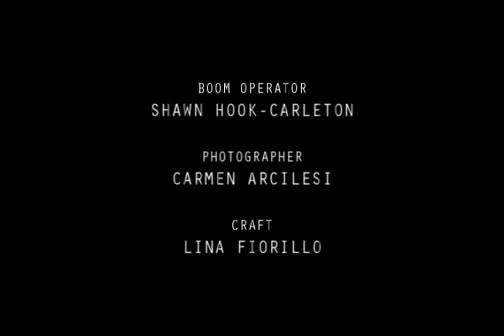 BOOM OPERATOR
SHAWN HOOK-CARLETON
PHOTOGRAPHER
CARMEN ARCILESI
CRAFT
LINA FIORILLO